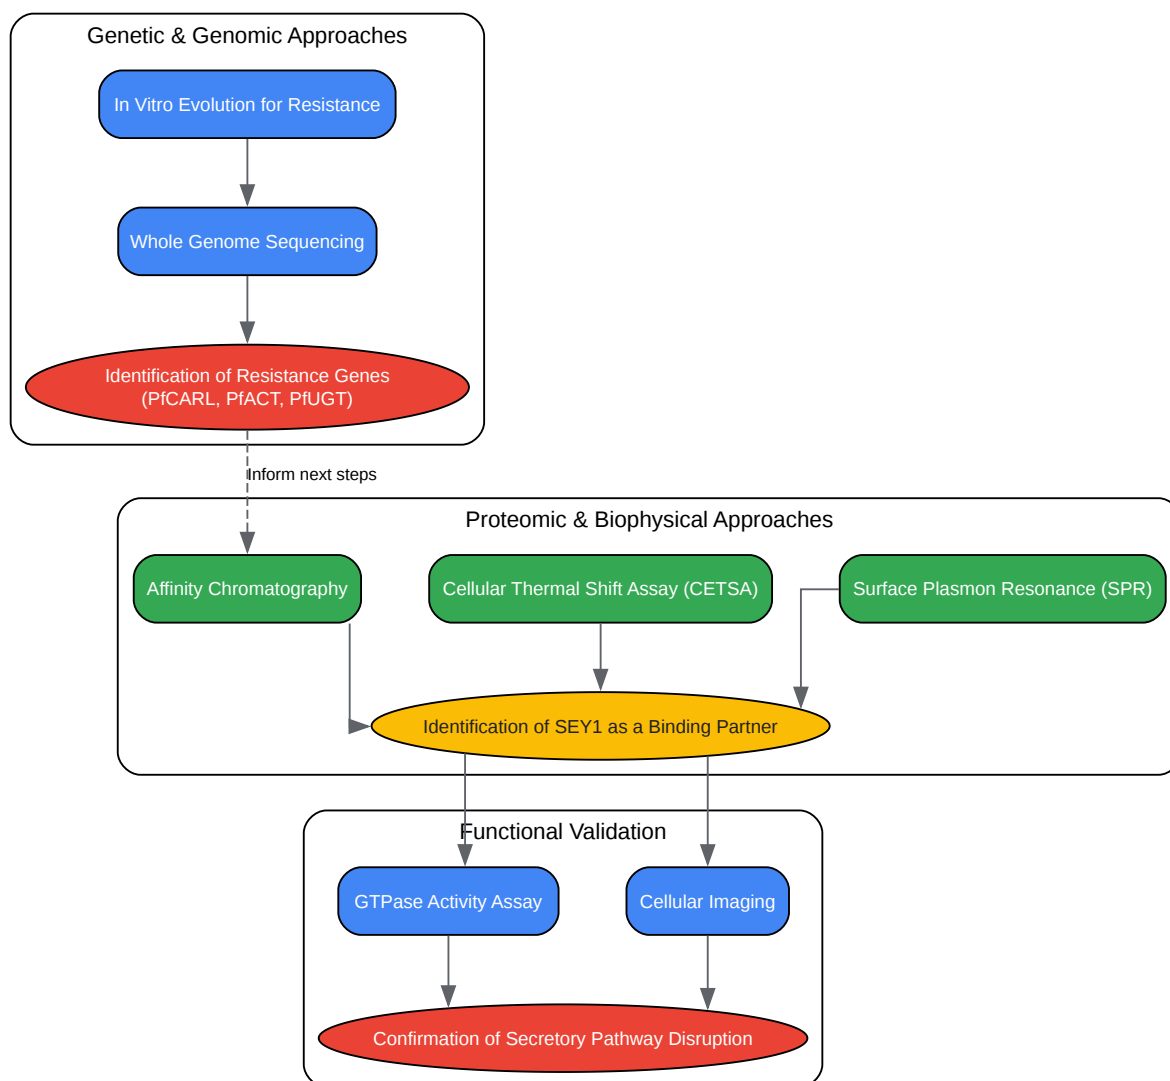 Genetic & Genomic Approaches
In Vitro Evolution for Resistance
Whole Genome Sequencing
Identification of Resistance Genes
(PfCARL, PfACT, PfUGT)
Inform next steps
Proteomic & Biophysical Approaches
Affinity Chromatography
Cellular Thermal Shift Assay (CETSA)
Surface Plasmon Resonance (SPR)
Identification of SEY1 as a Binding Partner
Functional Validation
GTPase Activity Assay
Cellular Imaging
Confirmation of Secretory Pathway Disruption